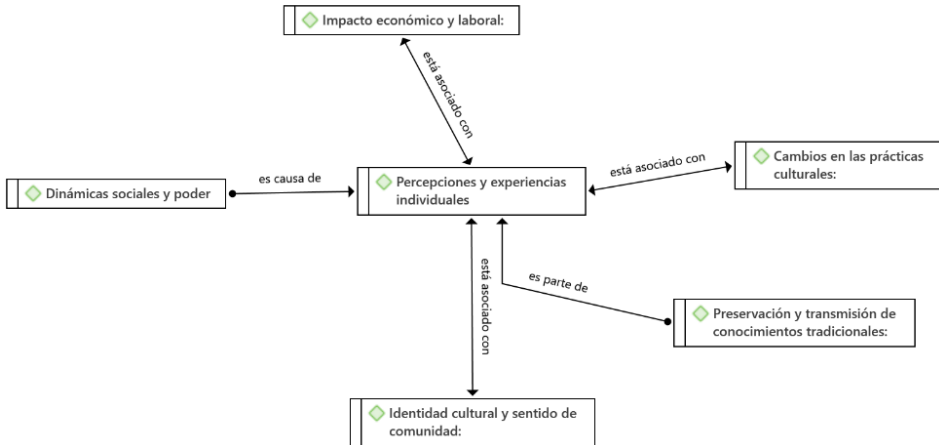 Impacto económico y laboral:
está asociado con
Cambios en las prácticas
culturales:
está asociado con
es causa de
Dinámicas sociales y poder
Percepciones y experiencias
individuales
está asociado con
es parte de
Preservación y transmisión de
conocimientos tradicionales:
Identidad cultural y sentido de
comunidad: